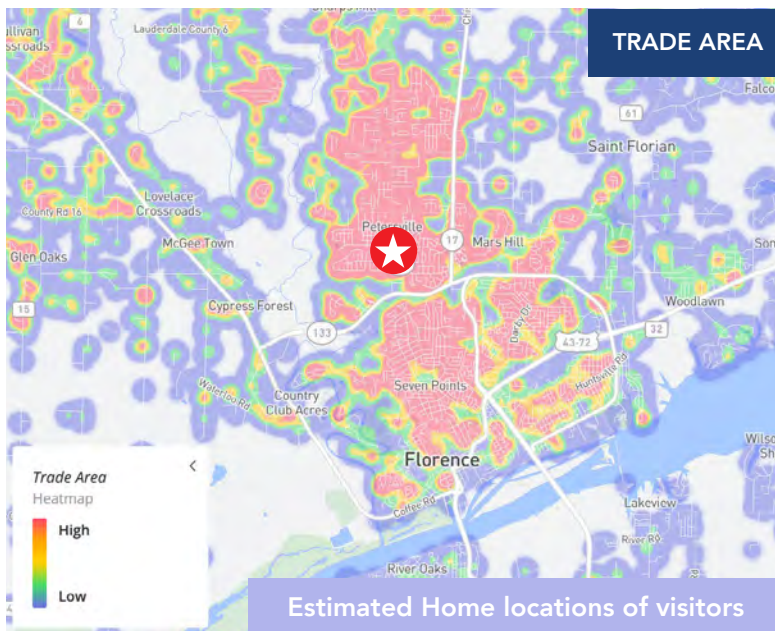 TRADE AREA
6
Lauderdale County 6
61
Saint Florian
Lovelace
Crossroads
County Rd 16
McGee Town
Petersville
17
Mars Hill
Glen Oaks
15
Cypress Forest
133
Woodlawn
32
43-72
Darby Dr
Huntsville Rd
Seven Points
Country
Club Acres
Waterloo Rd
Florence
Coffee Rd
Lakeview
River Rd
River Oaks
Trade Area
Heatmap
High
Low
Estimated Home locations of visitors